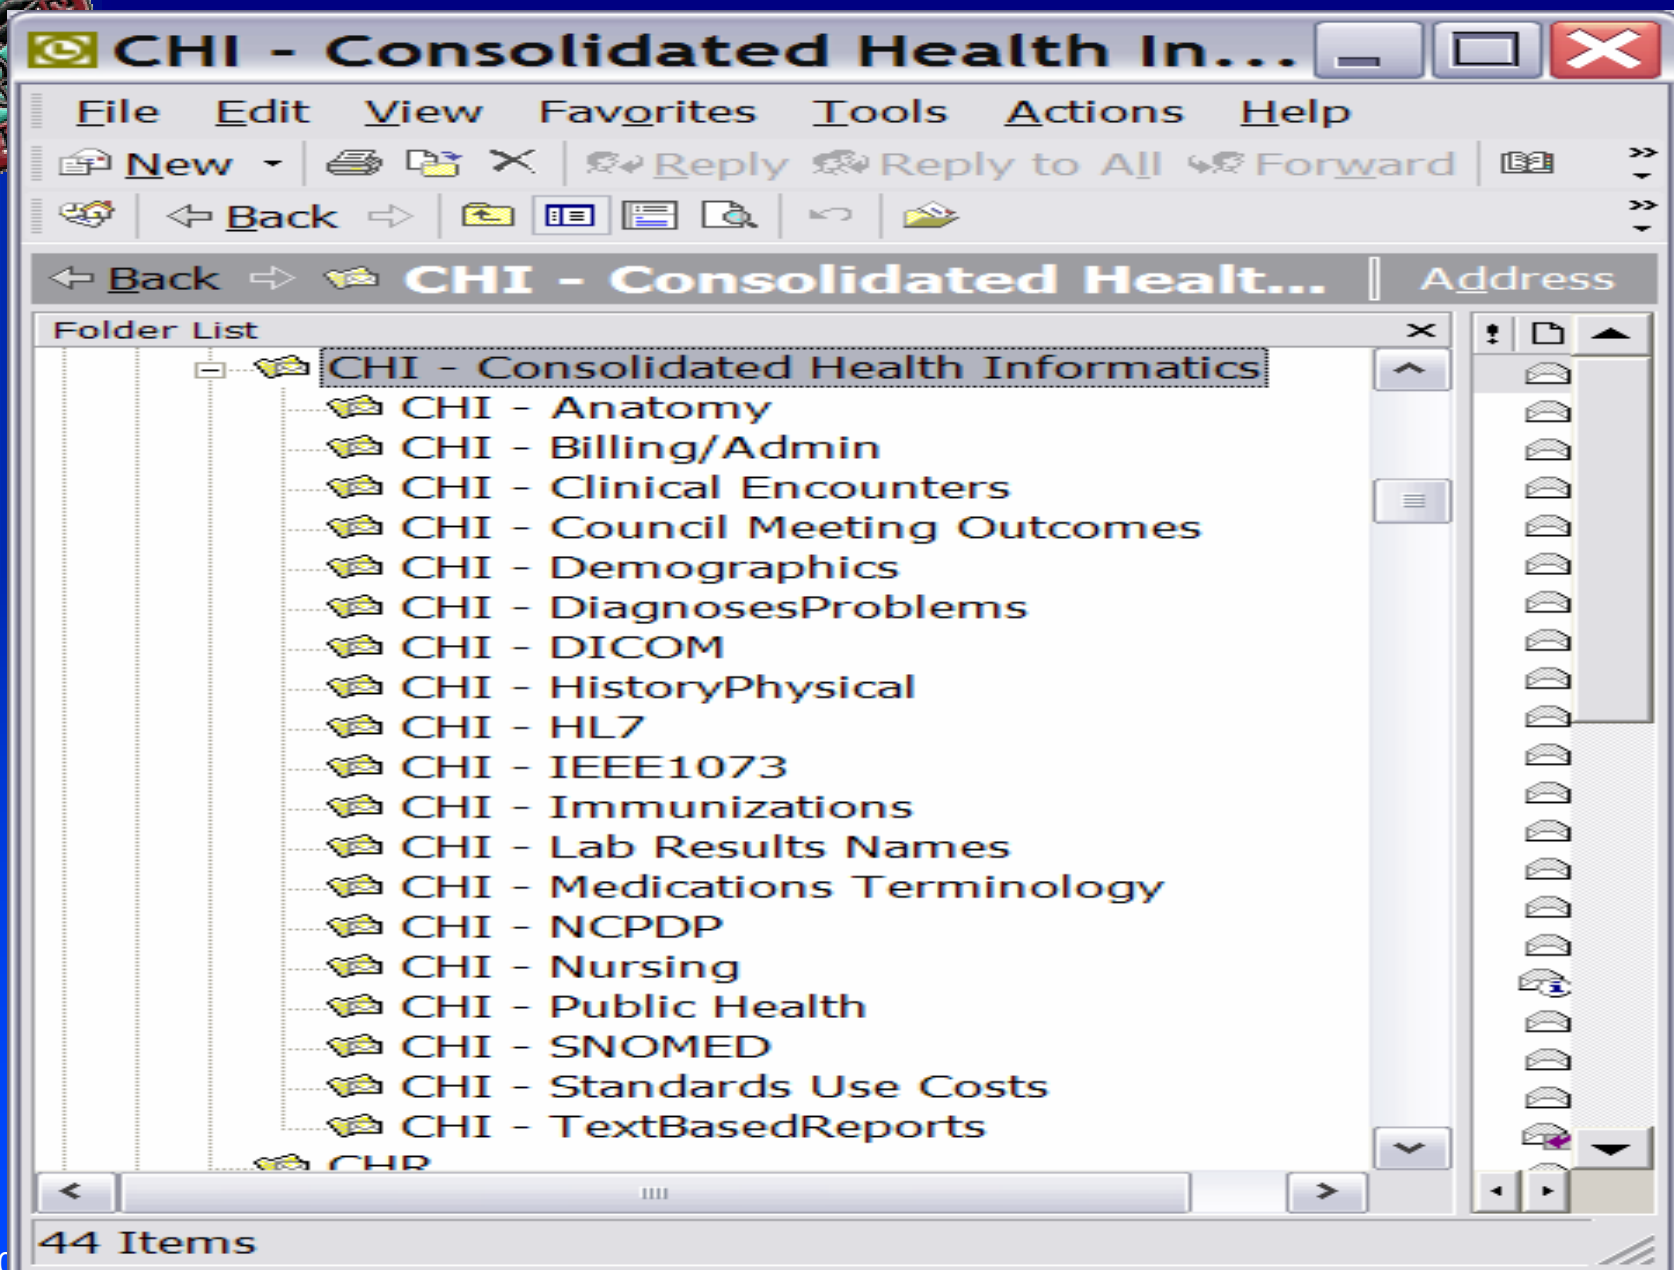 CHI - Consolidated Health In...
File Edit View Favorites Tools Actions Help
New Reply Reply to All Forward
Back
Back CHI - Consolidated Healt... Address
Folder List
CHI - Consolidated Health Informatics
CHI - Anatomy
CHI - Billing/Admin
CHI - Clinical Encounters
CHI - Council Meeting Outcomes
CHI - Demographics
CHI - DiagnosesProblems
CHI - DICOM
CHI - HistoryPhysical
CHI - HL7
CHI - IEEE1073
CHI - Immunizations
CHI - Lab Results Names
CHI - Medications Terminology
CHI - NCPDP
CHI - Nursing
CHI - Public Health
CHI - SNOMED
CHI - Standards Use Costs
CHI - TextBasedReports
CHR
44 Items